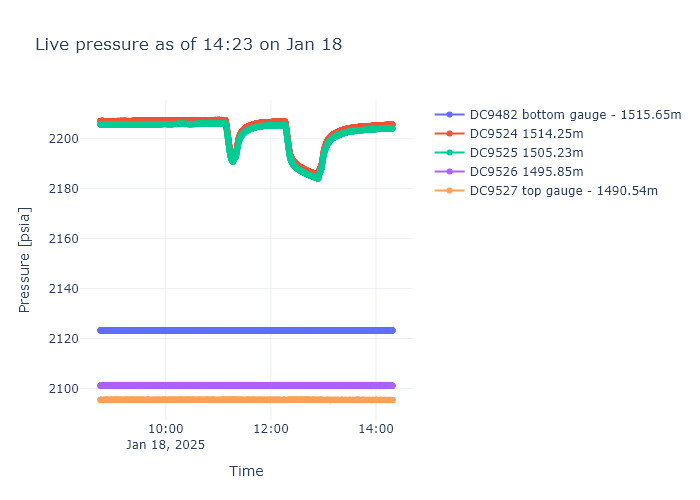 Live pressure as of 14:23 on Jan 18
DC9482 bottom gauge - 1515.65m
DC9524 1514.25m
DC9525 1505.23m
DC9526 1495.85m
DC9527 top gauge - 1490.54m
Pressure [psia]
2200
2180
2160
2140
2120
2100
10:00
12:00
14:00
Jan 18, 2025
Time